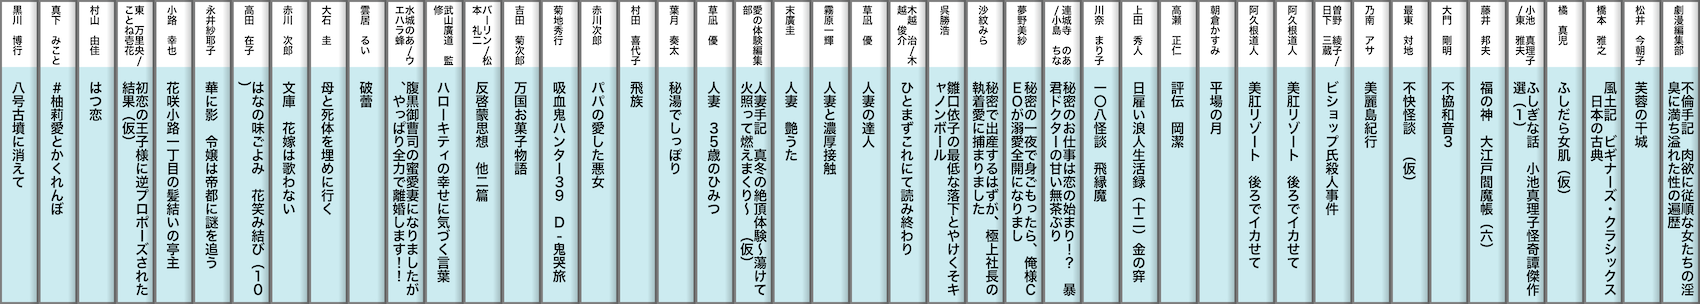 劇漫編集部
不倫手記 肉欲に従順な女たちの淫
臭に満ち溢れた性の遍歴
松井 今朝子
芙蓉の干城
橋本 雅之
風土記 ビギナーズ・クラシックス
日本の古典
橘 真児
ふしだら女肌(仮)
小池 真理子
/東 雅夫
ふしぎな話 小池真理子怪奇譚傑作
選(1)
藤井 邦夫
福の神 大江戸閻魔帳(六)
大門 剛明
不協和音3
最東 対地
不快怪談 (仮)
乃南 アサ
美麗島紀行
曽野 綾子/
日下 三蔵
ビショップ氏殺人事件
阿久根道人
美肛リゾート 後ろでイカせて
阿久根道人
美肛リゾート 後ろでイカせて
朝倉かすみ
平場の月
高瀬 正仁
評伝 岡潔
上田 秀人
日雇い浪人生活録(十二)金の穽
川奈 まり子
一〇八怪談 飛縁魔
連城寺 のあ
/小島 ちな
秘密のお仕事は恋の始まり!? 暴
君ドクターの甘い無茶ぶり
夢野美紗
秘密の一夜で身ごもったら、俺様C
EOが溺愛全開になりまし
沙紋みら
秘密で出産するはずが、極上社長の
執着愛に捕まりました
呉勝浩
雛口依子の最低な落下とやけくそキ
ャノンボール
木越 治/木
越 俊介
ひとまずこれにて読み終わり
草凪 優
人妻の達人
霧原一輝
人妻と濃厚接触
末廣圭
人妻 艶うた
愛の体験編集
部
人妻手記 真冬の絶頂体験~蕩けて
火照って燃えまくり~ (仮)
草凪 優
人妻 35歳のひみつ
葉月 奏太
秘湯でしっぽり
村田 喜代子
飛族
赤川次郎
パパの愛した悪女
菊地秀行
吸血鬼ハンター39 D-鬼哭旅
吉田 菊次郎
万国お菓子物語
バーリン/松
本 礼二
反啓蒙思想 他二篇
武山廣道 監
修
ハローキティの幸せに気づく言葉
水城のあ/ウ
エハラ蜂
腹黒御曹司の蜜愛妻になりましたが
、やっぱり全力で離婚します!!
雲居 るい
破蕾
大石 圭
母と死体を埋めに行く
赤川 次郎
文庫 花嫁は歌わない
高田 在子
はなの味ごよみ 花笑み結び(10
)
永井紗耶子
華に影 令嬢は帝都に謎を追う
小路 幸也
花咲小路一丁目の髪結いの亭主
東 万里央/
ことね壱花
初恋の王子様に逆プロポーズされた
結果(仮)
村山 由佳
はつ恋
真下 みこと
#柚莉愛とかくれんぼ
黒川 博行
八号古墳に消えて